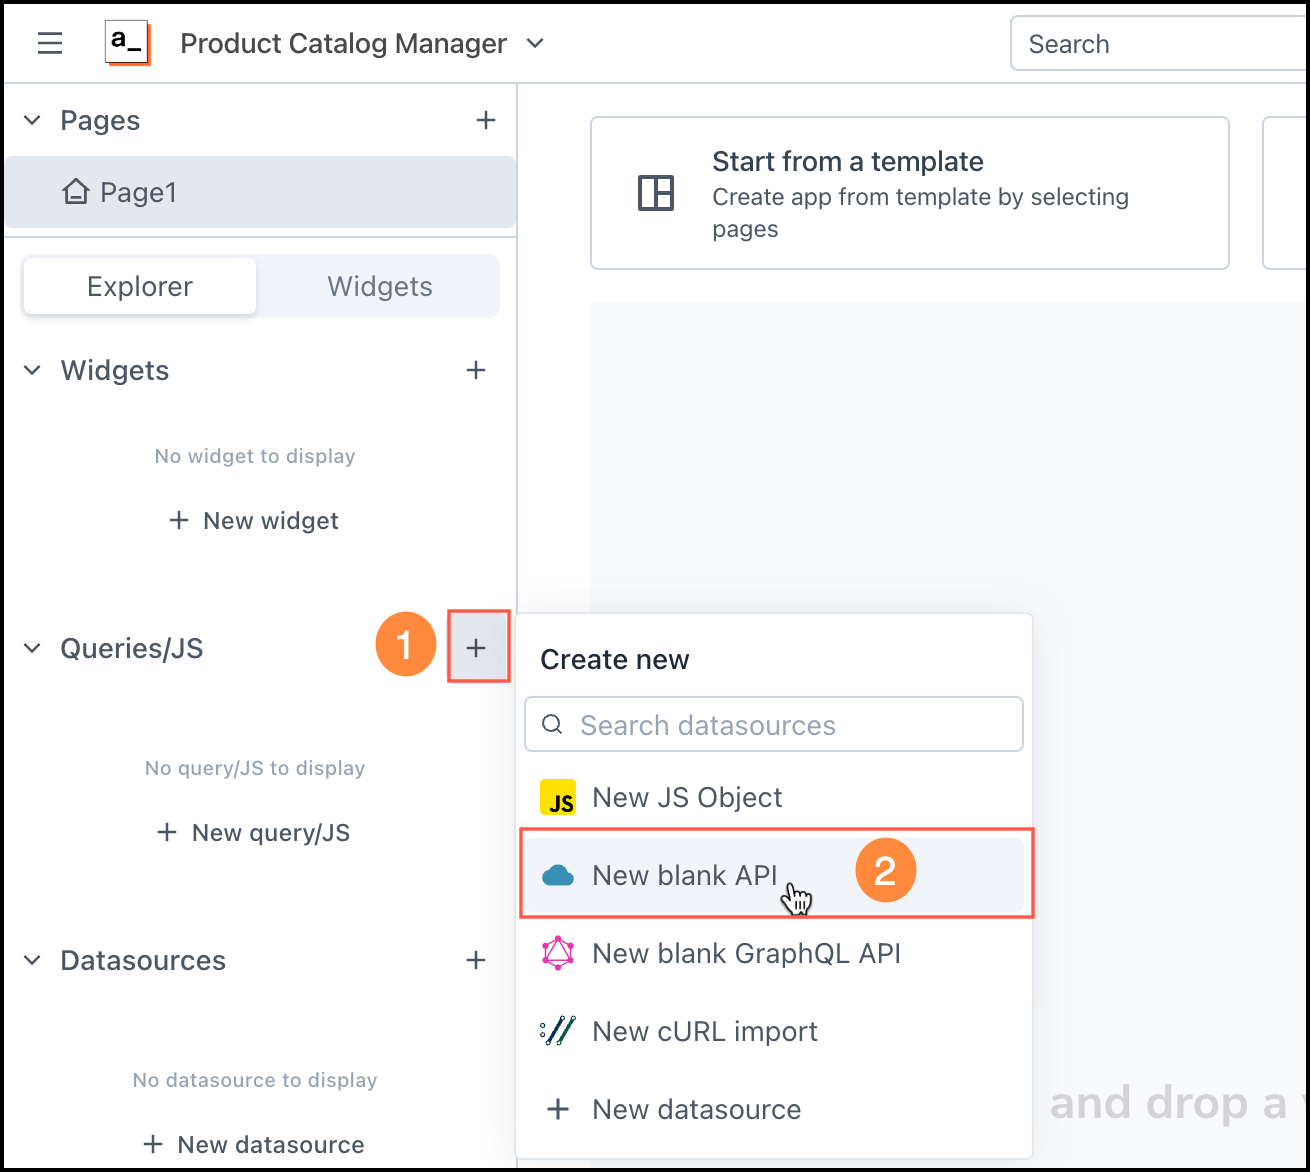 a_ Product Catalog Manager
Search
Pages
Page1
Start from a template
Create app from template by selecting
pages
Explorer Widgets
Widgets
No widget to display
New widget
Queries/JS 1
Create new
Search datasources
No query/JS to display
New query/JS
JS New JS Object
New blank API 2
New blank GraphQL API
New cURL import
New datasource
Datasources
No datasource to display
New datasource
and drop a